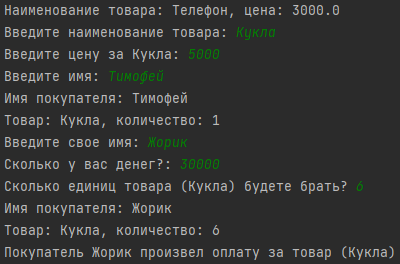 Наименование товара: Телефон, цена: 3000.0
Введите наименование товара: Кукла
Введите цену за Кукла: 5000
Введите имя: Тимофей
Имя покупателя: Тимофей
Товар: Кукла, количество: 1
Введите свое имя: Жорик
Сколько у вас денег?: 30000
Сколько единиц товара (Кукла) будете брать? 6
Имя покупателя: Жорик
Товар: Кукла, количество: 6
Покупатель Жорик произвел оплату за товар (Кукла)